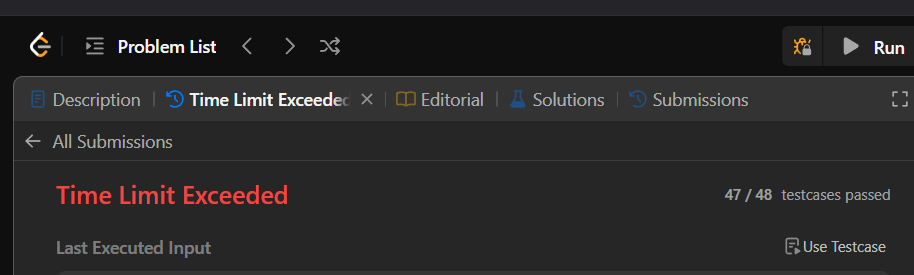 Problem List Run
Description Time Limit Exceeded Editorial Solutions Submissions
All Submissions
Time Limit Exceeded 47 / 48 testcases passed
Last Executed Input Use Testcase